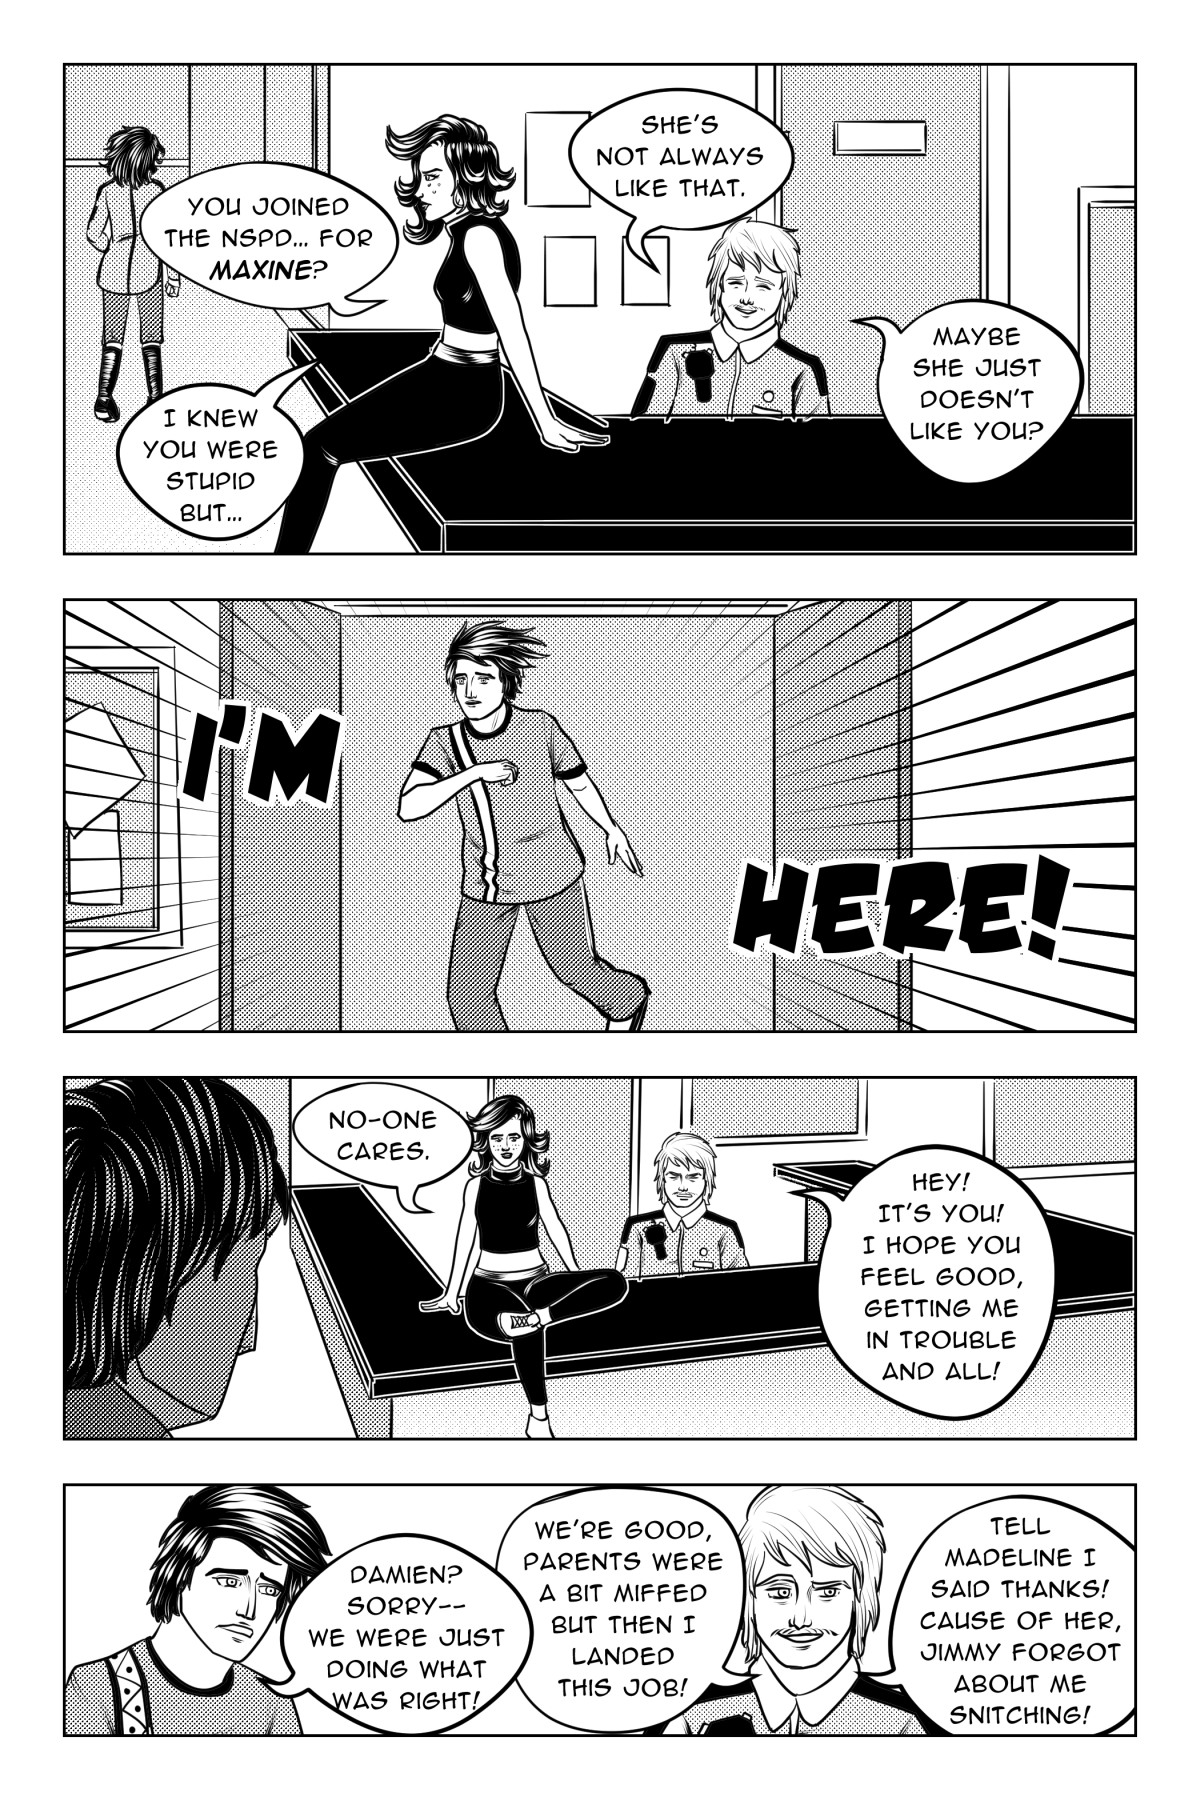 YOU JOINED
THE NSPD... FOR
MAXINE?
SHE'S
NOT ALWAYS
LIKE THAT.
I KNEW
YOU WERE
STUPID
BUT...
MAYBE
SHE JUST
DOESN'T
LIKE YOU?
I'M
HERE!
NO-ONE
CARES.
HEY!
IT'S YOU!
I HOPE YOU
FEEL GOOD,
GETTING ME
IN TROUBLE
AND ALL!
DAMIEN?
SORRY--
WE WERE JUST
DOING WHAT
WAS RIGHT!
WE'RE GOOD,
PARENTS WERE
A BIT MIFFED
BUT THEN I
LANDED
THIS JOB!
TELL
MADELINE I
SAID THANKS!
CAUSE OF HER,
JIMMY FORGOT
ABOUT ME
SNITCHING!